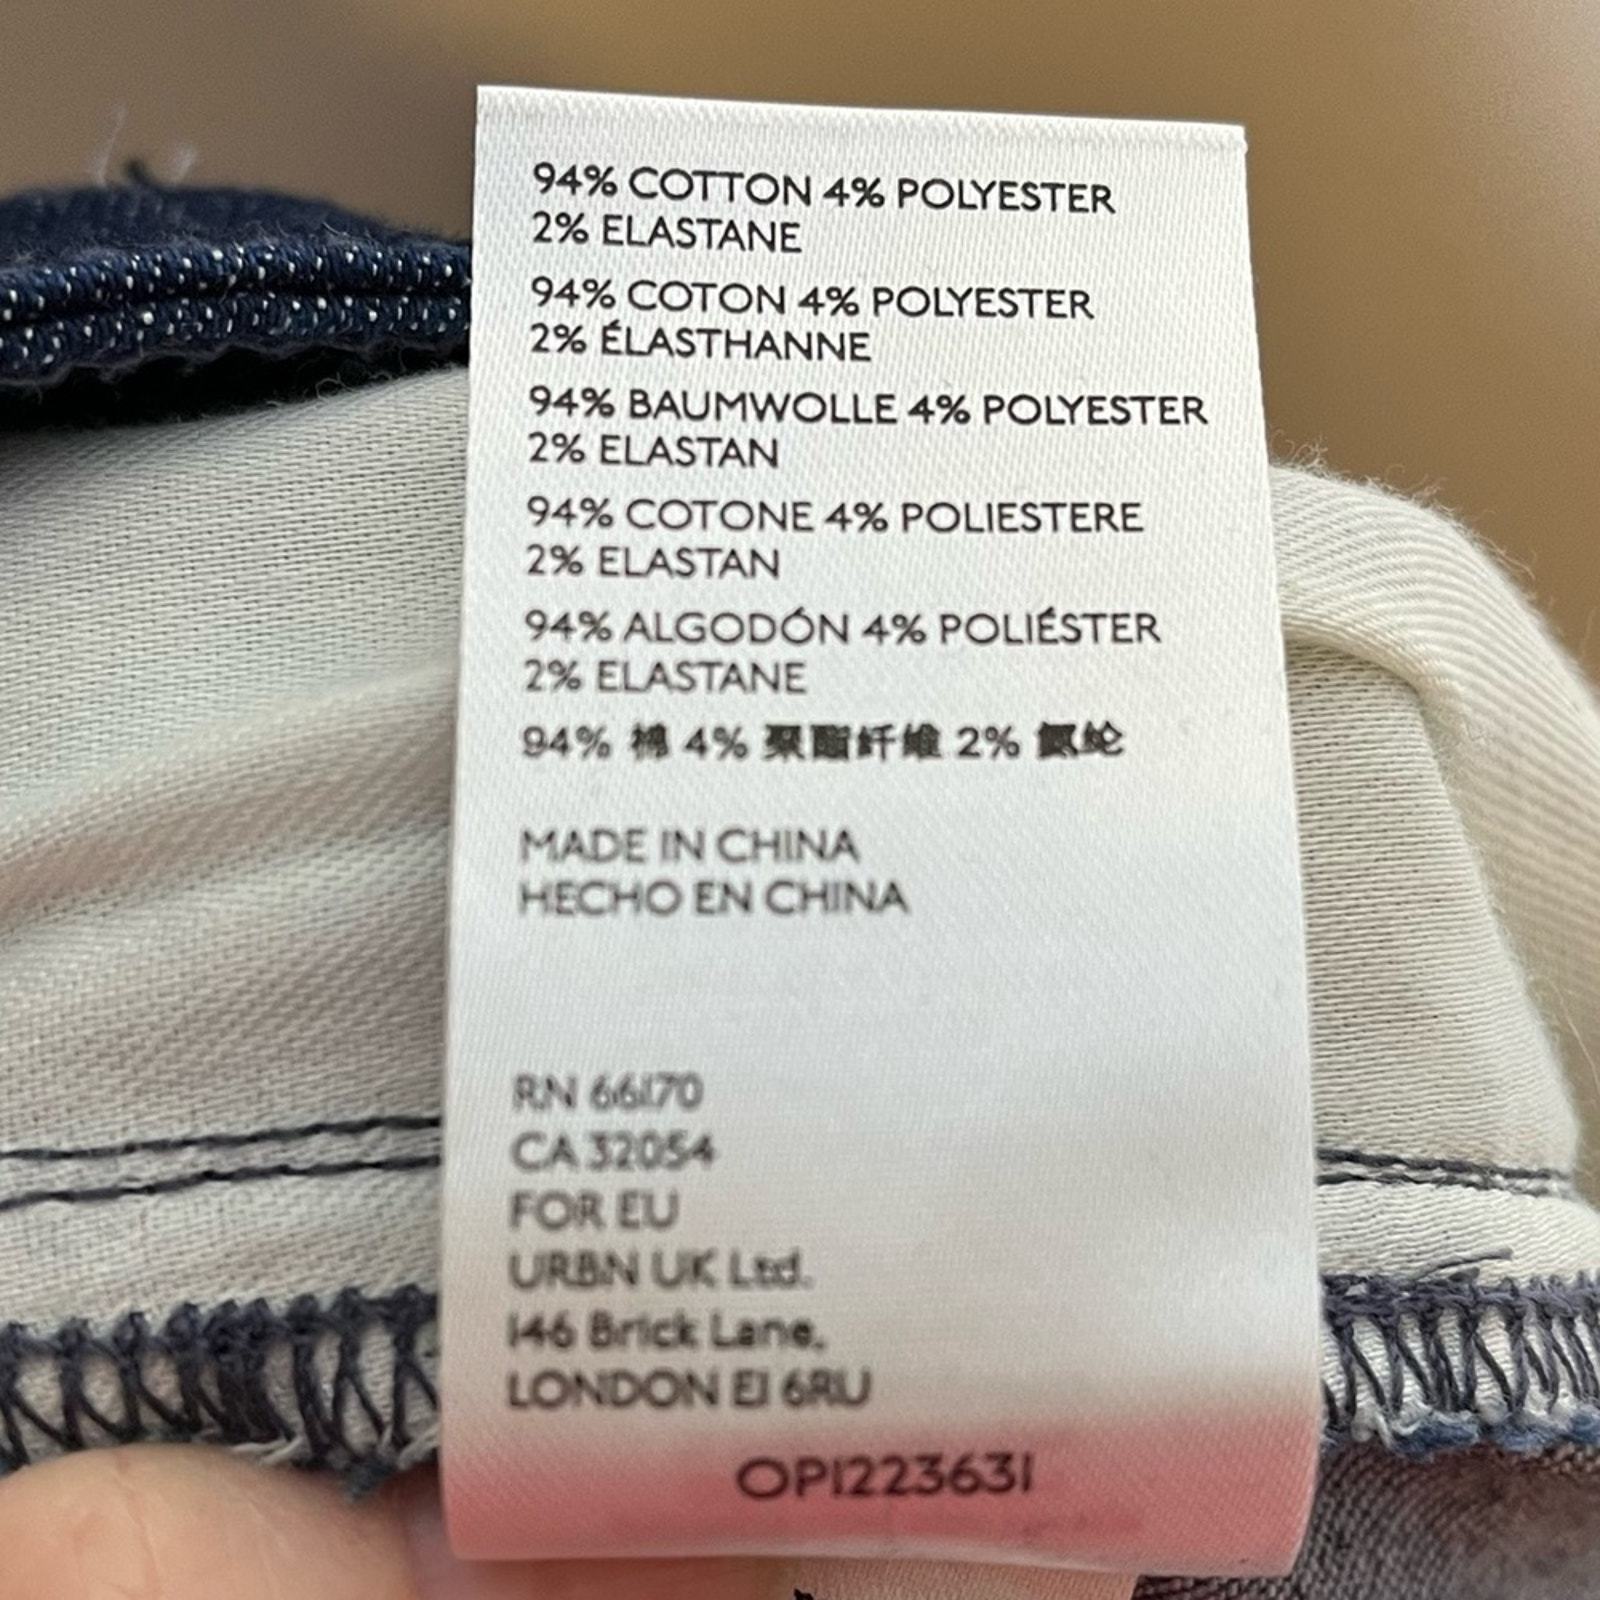 94% COTTON 4% POLYESTER
2% ELASTANE
94% COTON 4% POLYESTER
2% ÉLASTHANNE
94% BAUMWOLLE 4% POLYESTER
2% ELASTAN
94% COTONE 4% POLIESTERE
2% ELASTAN
94% ALGODÓN 4% POLIÉSTER
2% ELASTANE
94% 棉 4% 聚酯纤维 2% 氨纶
MADE IN CHINA
HECHO EN CHINA
RN 66170
CA 32054
FOR EU
URBN UK Ltd.
146 Brick Lane,
LONDON E1 6RU
OP1223631